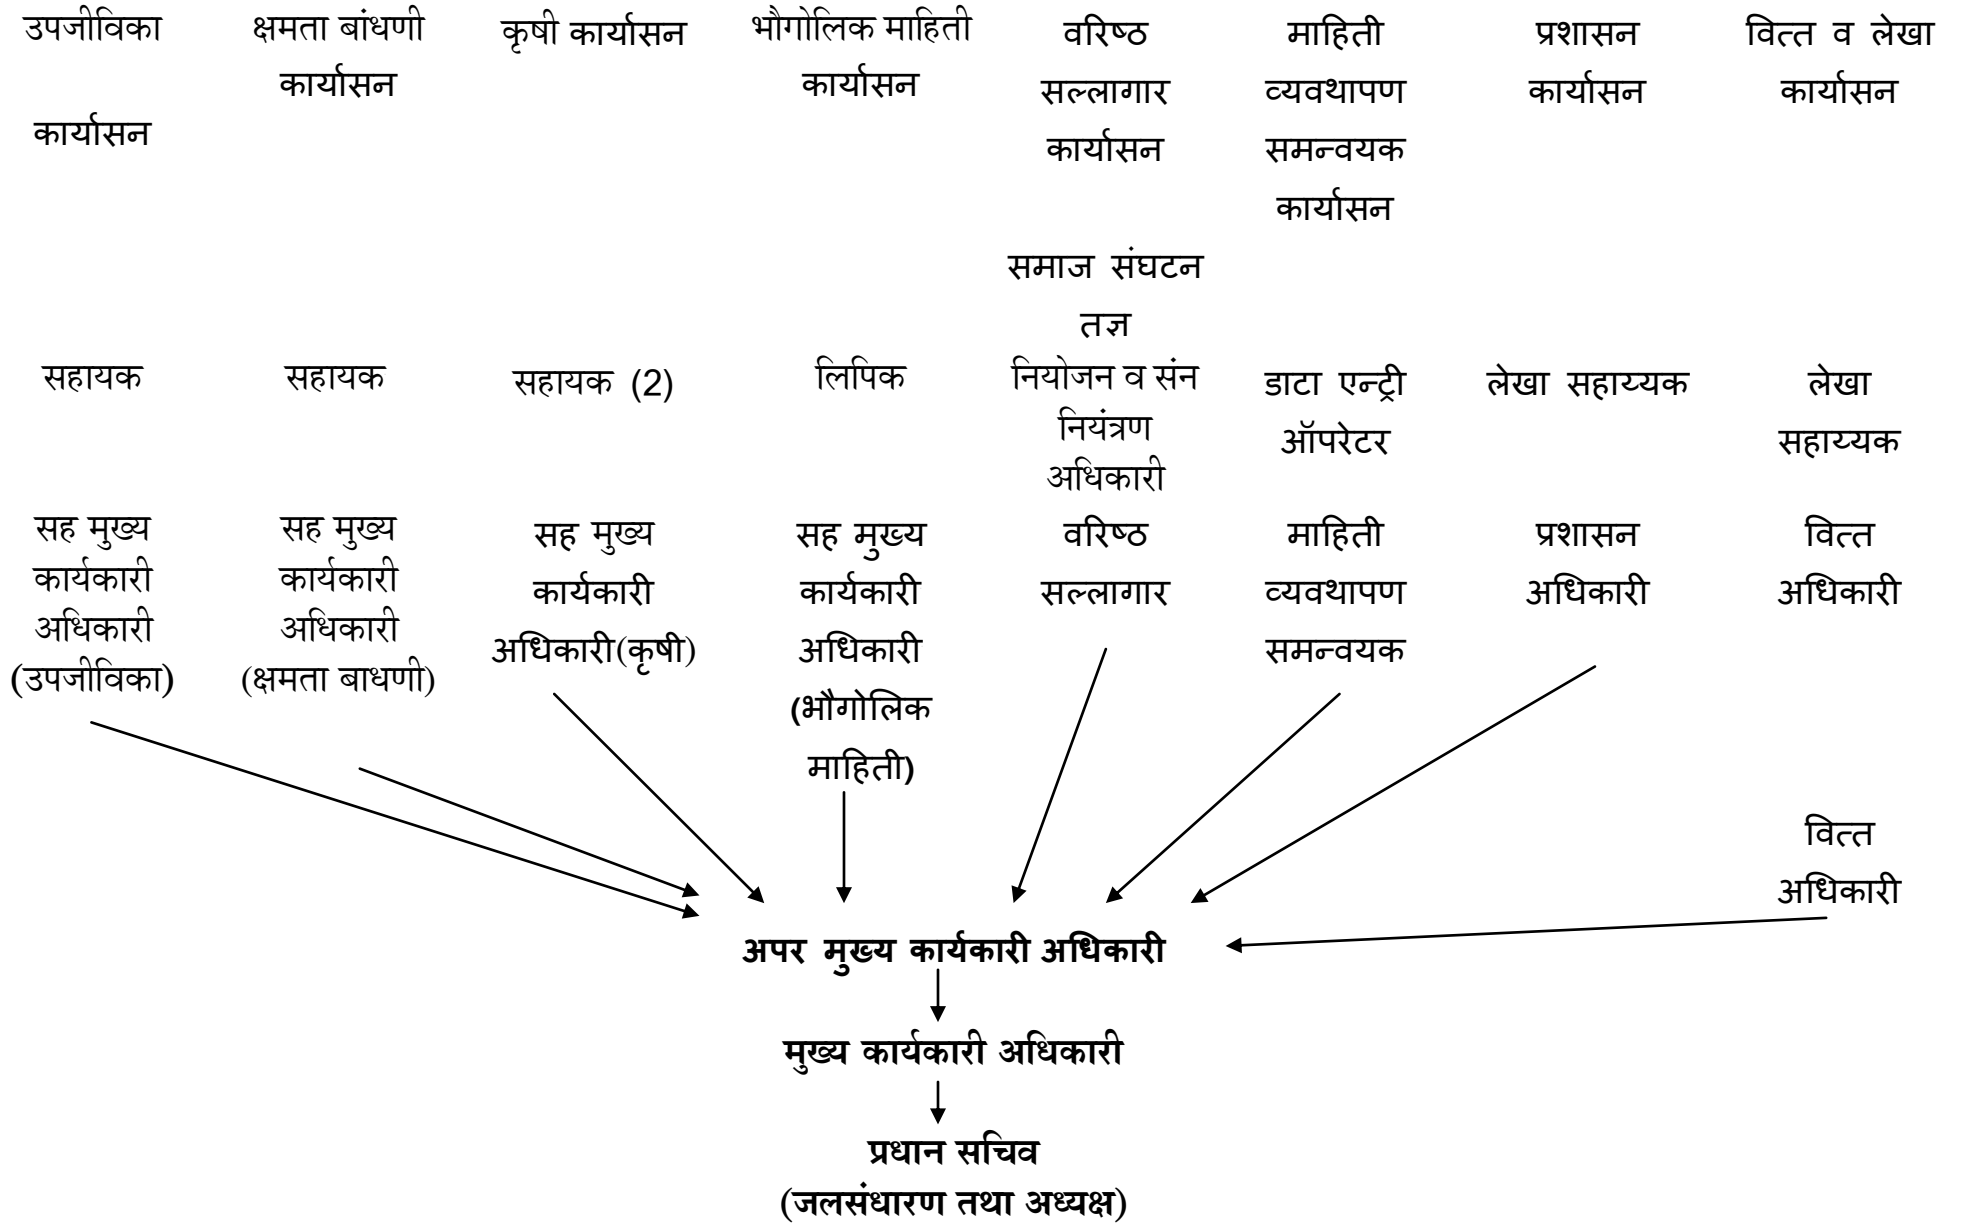 उपजीविका
कार्यासन
क्षमता बांधणी
कार्यासन
कृषी कार्यासन
भौगोलिक माहिती
कार्यासन
वरिष्ठ
सल्लागार
कार्यासन
माहिती
व्यवथापण
समन्वयक
कार्यासन
प्रशासन
कार्यासन
वित्त व लेखा
कार्यासन
समाज संघटन
तज्ञ
सहायक
सहायक
सहायक (2)
लिपिक
नियोजन व संन
नियंत्रण
अधिकारी
डाटा एन्ट्री
ऑपरेटर
लेखा सहाय्यक
लेखा
सहाय्यक
सह मुख्य
कार्यकारी
अधिकारी
(उपजीविका)
सह मुख्य
कार्यकारी
अधिकारी
(क्षमता बाधणी)
सह मुख्य
कार्यकारी
अधिकारी(कृषी)
सह मुख्य
कार्यकारी
अधिकारी
(भौगोलिक
माहिती)
वरिष्ठ
सल्लागार
माहिती
व्यवथापण
समन्वयक
प्रशासन
अधिकारी
वित्त
अधिकारी
वित्त
अधिकारी
अपर मुख्य कार्यकारी अधिकारी
मुख्य कार्यकारी अधिकारी
प्रधान सचिव
(जलसंधारण तथा अध्यक्ष)